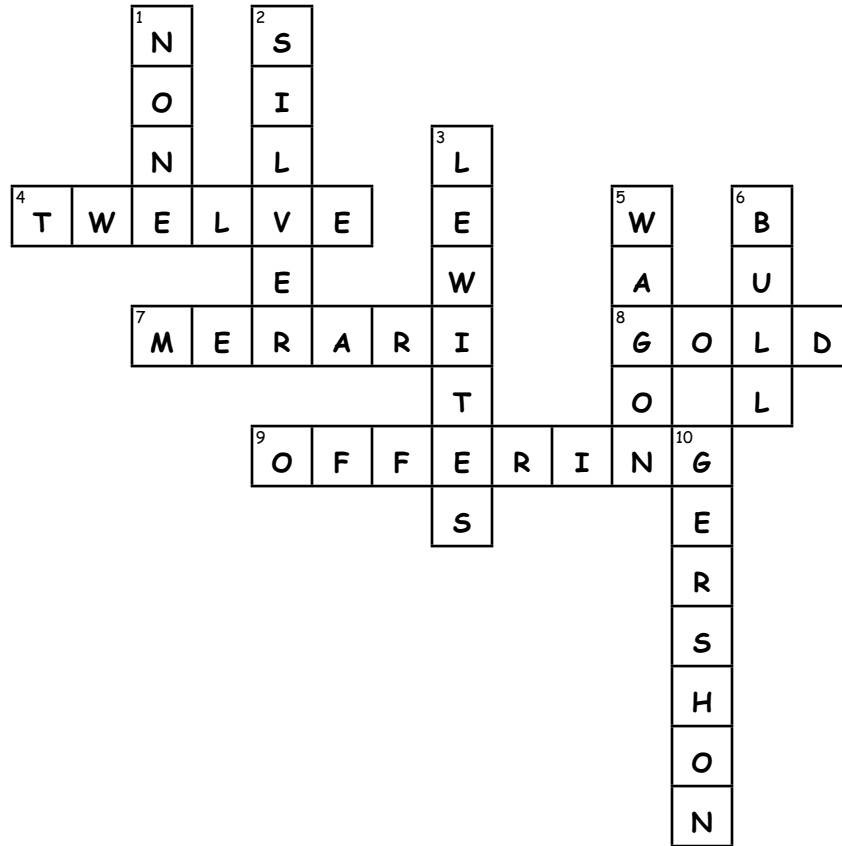 1 NONE
2 SILVER
3 LEWITES
4 TWELVE
5 WAGON
6 BULL
7 MERARI
8 GOLD
9 OFFERING
10 GERSHON